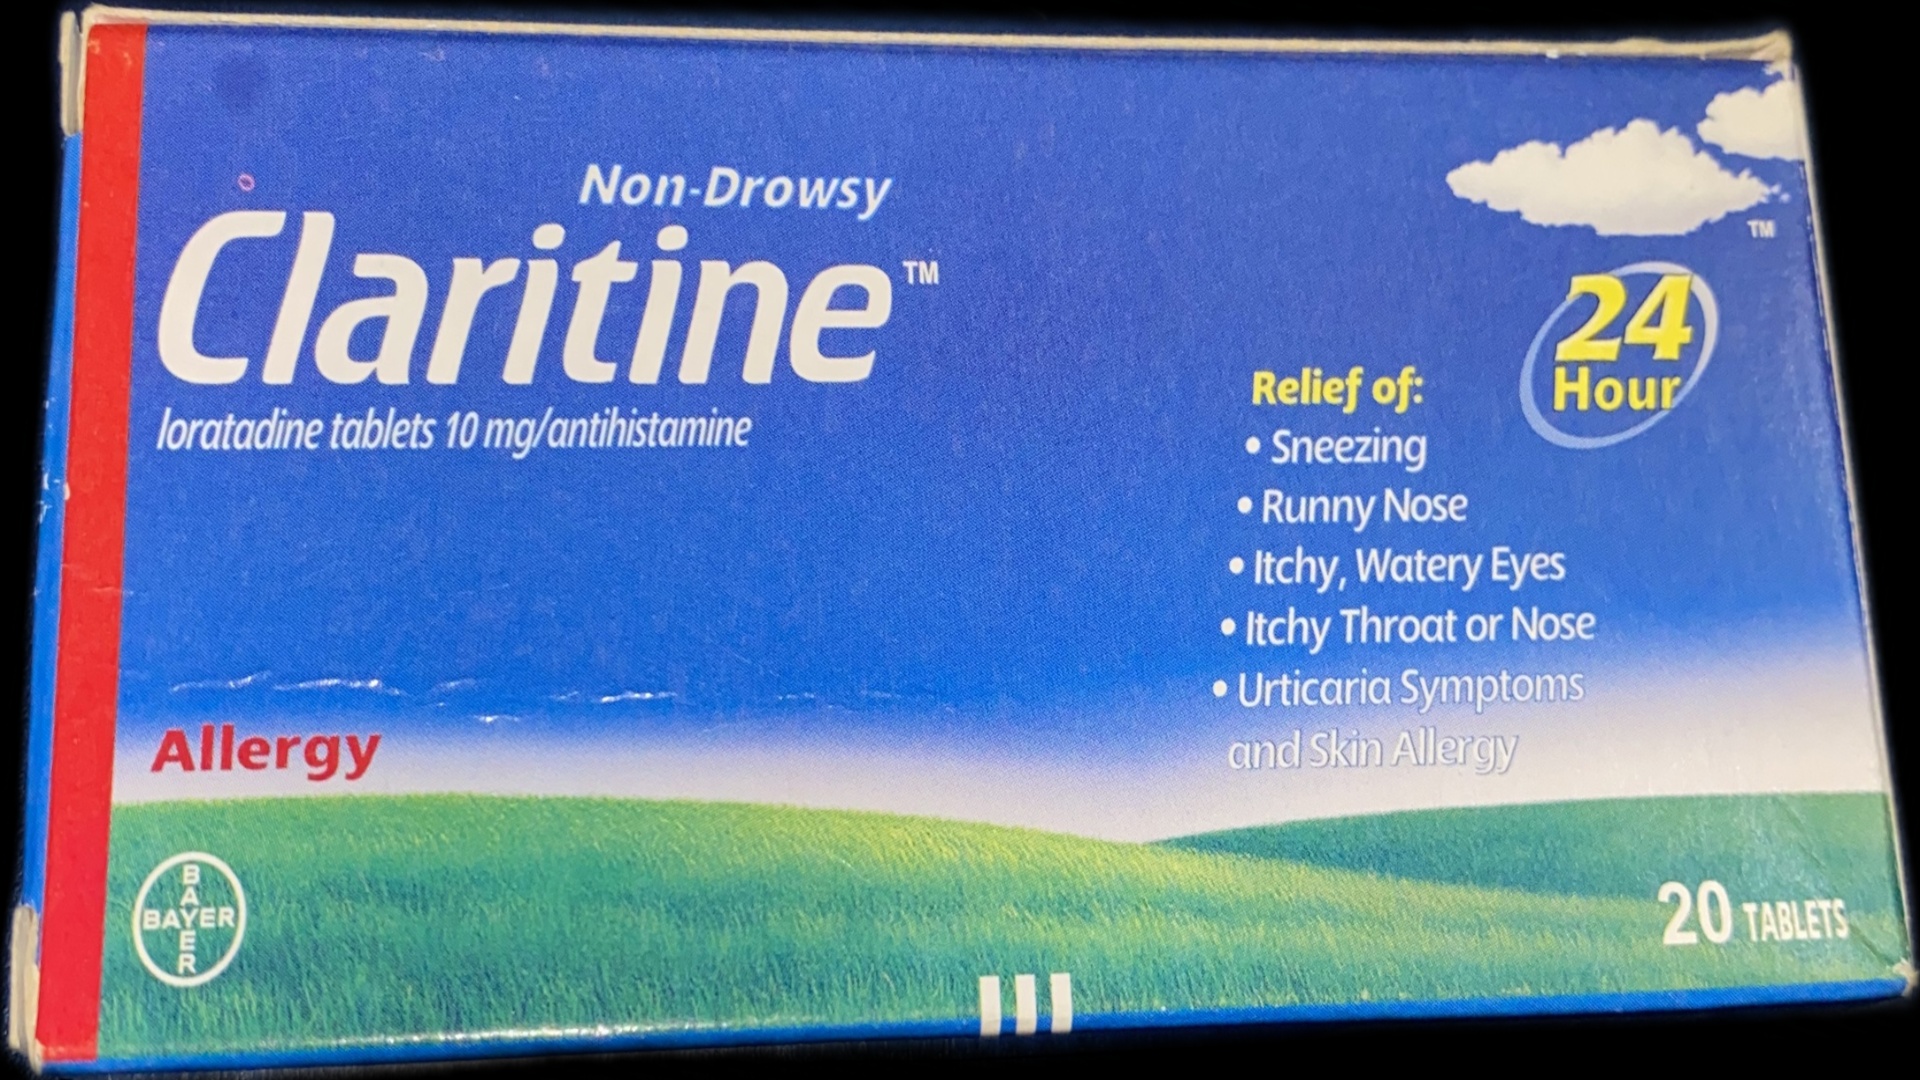 Non-Drowsy
Claritine™
loratadine tablets 10 mg/antihistamine
TM
24
Hour
Relief of:
• Sneezing
• Runny Nose
• Itchy, Watery Eyes
• Itchy Throat or Nose
• Urticaria Symptoms
and Skin Allergy
Allergy
BAYER
BAYER
20 TABLETS